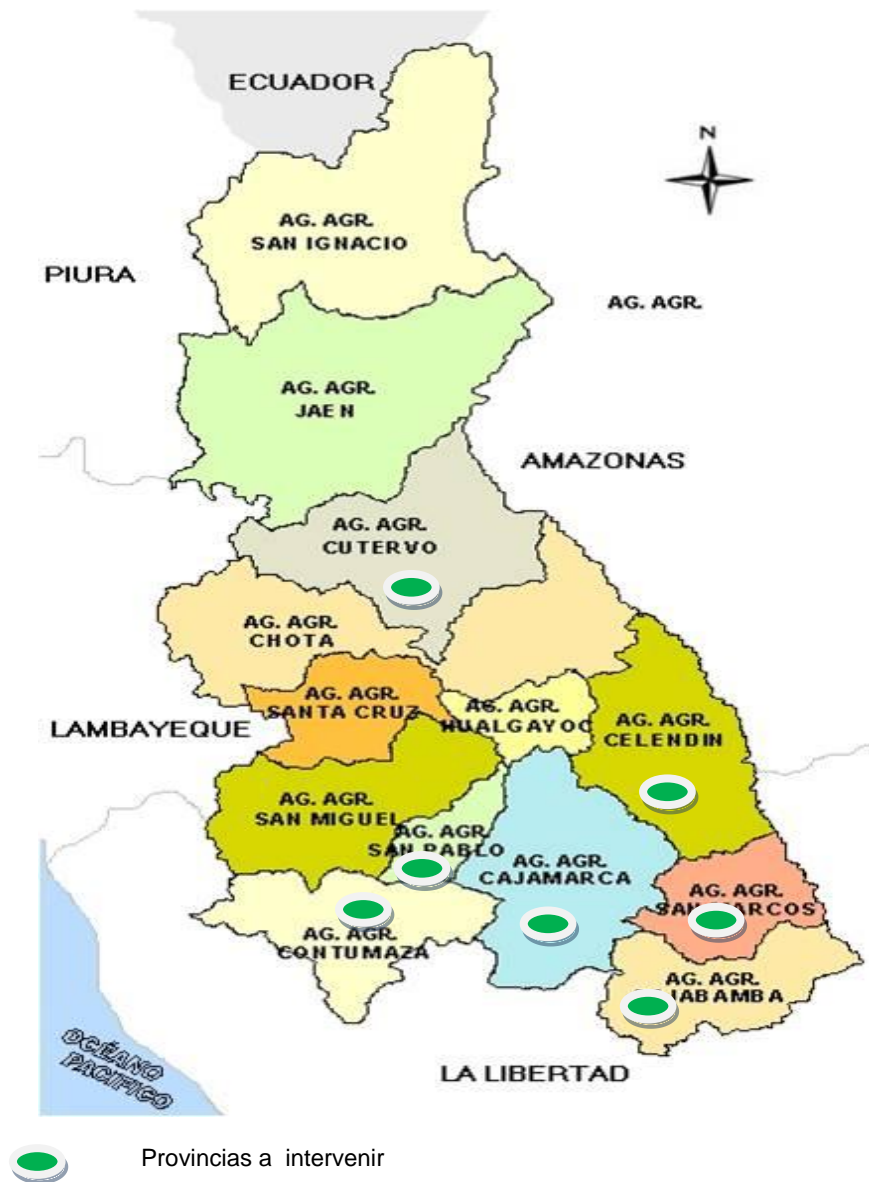 ECUADOR
N
AG. AGR.
SAN IGNACIO
PIURA
AG. AGR.
AG. AGR.
JAEN
AMAZONAS
AG. AGR.
CUTERVO
AG. AGR.
CHOTA
AG. AGR.
SANTA CRUZ
AG. AGR.
HUALGAYOC
AG. AGR.
CELENDIN
LAMBAYEQUE
AG. AGR.
SAN MIGUEL
AG. AGR.
SAN PABLO
AG. AGR.
CAJAMARCA
AG. AGR.
SAN MARCOS
AG. AGR.
CONTUMAZA
AG. AGR.
ABAMBA
OCÉANO
PACIFICO
LA LIBERTAD
Provincias a intervenir